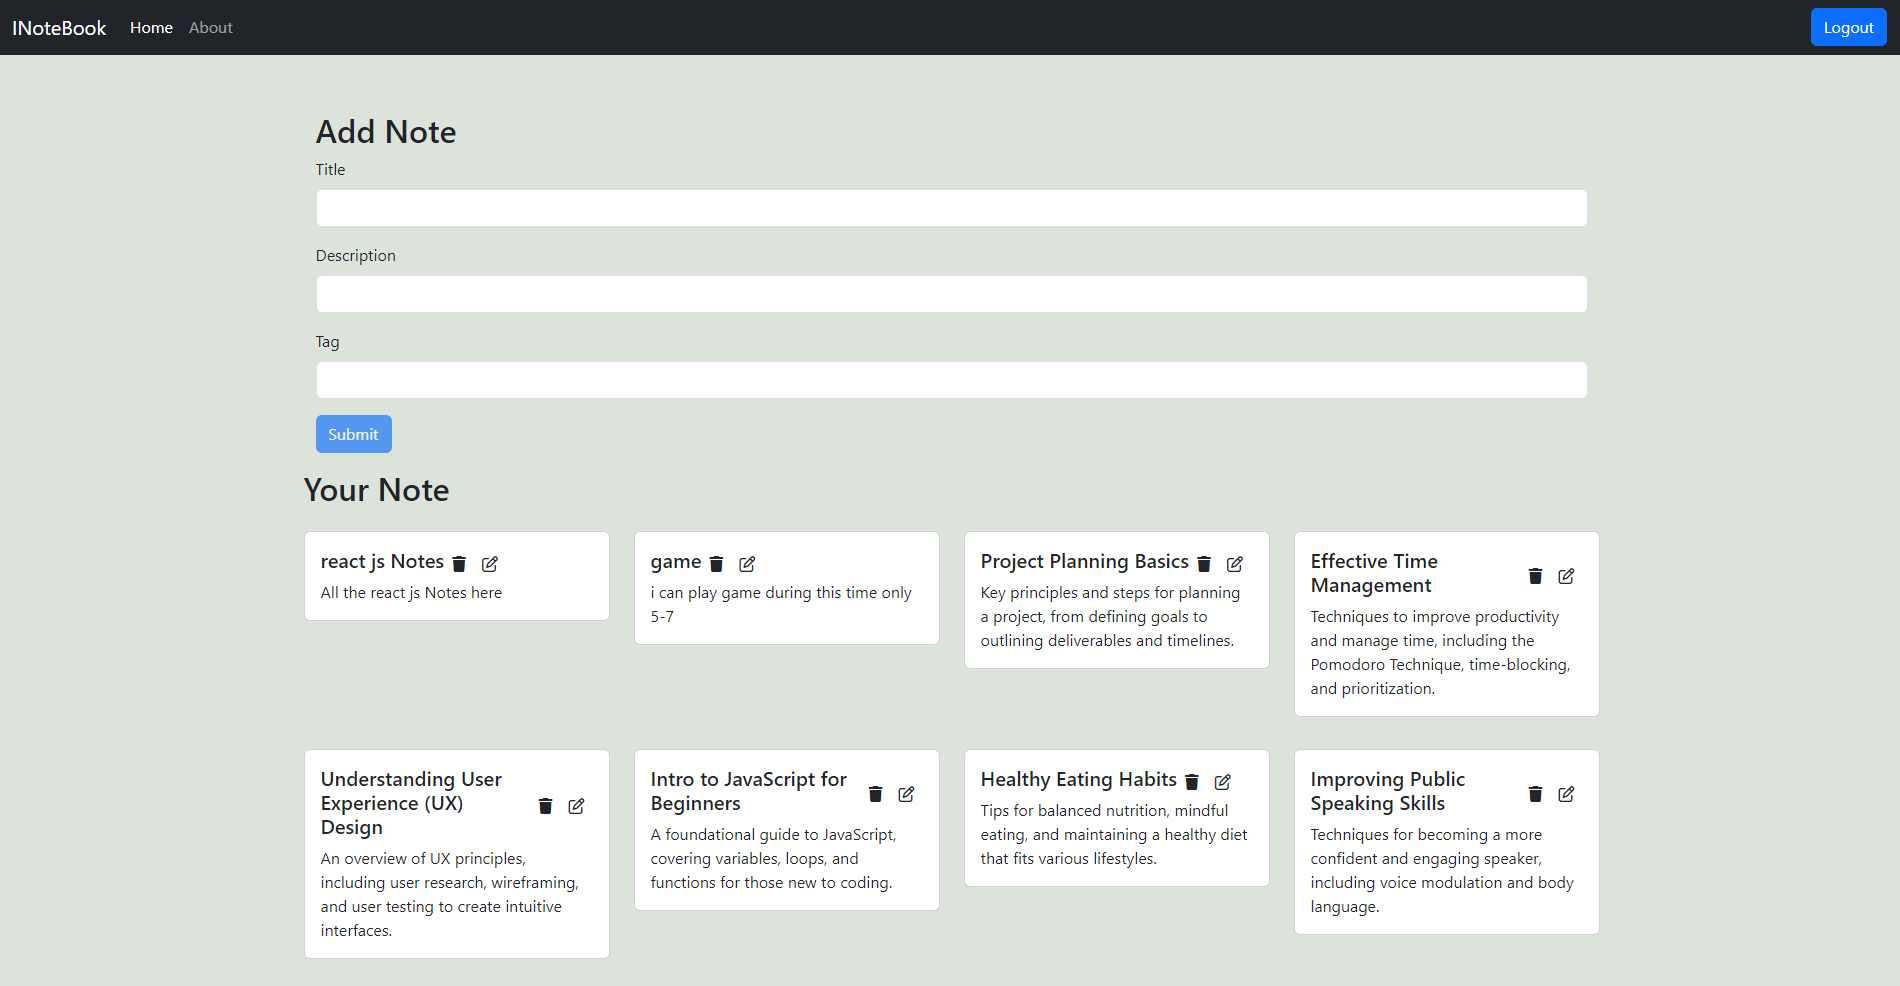 INoteBook Home About Logout
Add Note
Title
Description
Tag
Submit
Your Note
react js Notes
All the react js Notes here
game
i can play game during this time only
5-7
Project Planning Basics
Key principles and steps for planning
a project, from defining goals to
outlining deliverables and timelines.
Effective Time
Management
Techniques to improve productivity
and manage time, including the
Pomodoro Technique, time-blocking,
and prioritization.
Understanding User
Experience (UX)
Design
An overview of UX principles,
including user research, wireframing,
and user testing to create intuitive
interfaces.
Intro to JavaScript for
Beginners
A foundational guide to JavaScript,
covering variables, loops, and
functions for those new to coding.
Healthy Eating Habits
Tips for balanced nutrition, mindful
eating, and maintaining a healthy diet
that fits various lifestyles.
Improving Public
Speaking Skills
Techniques for becoming a more
confident and engaging speaker,
including voice modulation and body
language.